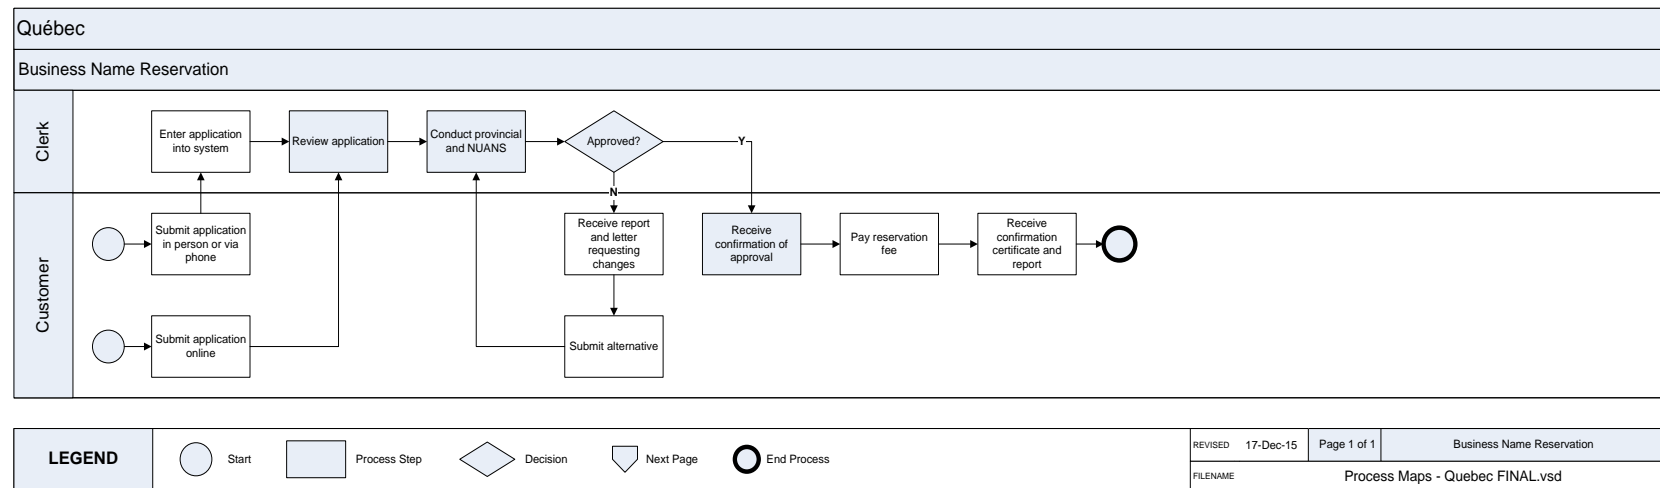 Québec
Business Name Reservation
Clerk
Enter application
into system
Review application
Conduct provincial
and NUANS
Approved?
Y
N
Customer
Submit application
in person or via
phone
Receive report
and letter
requesting
changes
Receive
confirmation of
approval
Pay reservation
fee
Receive
confirmation
certificate and
report
Submit application
online
Submit alternative
LEGEND
Start
Process Step
Decision
Next Page
End Process
REVISED 17-Dec-15 Page 1 of 1 Business Name Reservation
FILENAME Process Maps - Quebec FINAL.vsd